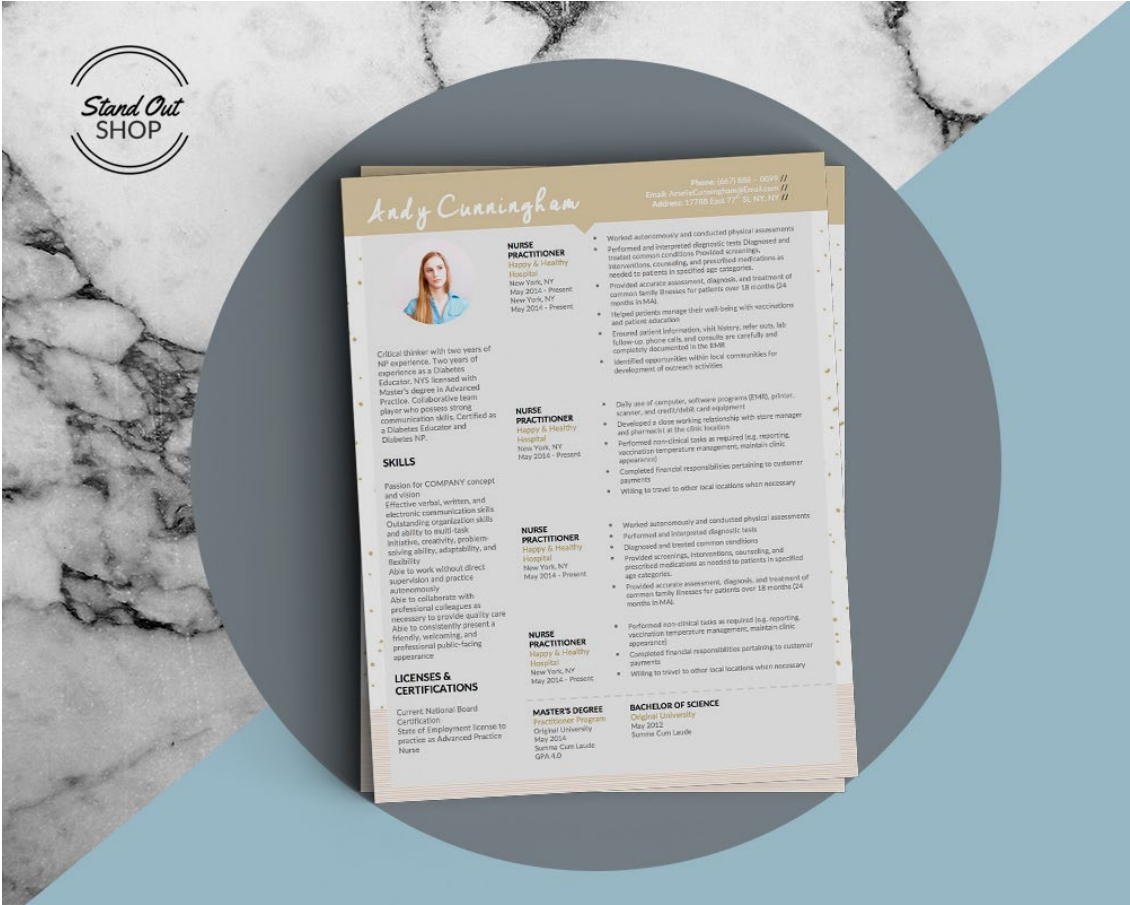 Stand Out
SHOP
Andy Cunningham
Phone: (667) 888 – 0099 //
Email: AmelieCunningham@Email.com //
Address: 17788 East 77th St, NY, NY //
Critical thinker with two years of
NP experience. Two years of
experience as a Diabetes
Educator. NYS licensed with
Master's degree in Advanced
Practice. Collaborative team
player who possess strong
communication skills. Certified as
a Diabetes Educator and
Diabetes NP.
SKILLS
Passion for COMPANY concept
and vision
Effective verbal, written, and
electronic communication skills
Outstanding organization skills
and ability to multi-task
Initiative, creativity, problem-
solving ability, adaptability, and
flexibility
Able to work without direct
supervision and practice
autonomously
Able to collaborate with
professional colleagues as
necessary to provide quality care
Able to consistently present a
friendly, welcoming, and
professional public-facing
appearance
LICENSES &
CERTIFICATIONS
Current National Board
Certification
State of Employment license to
practice as Advanced Practice
Nurse
NURSE
PRACTITIONER
Happy & Healthy
Hospital
New York, NY
May 2014 - Present
New York, NY
May 2014 - Present
• Worked autonomously and conducted physical assessments
• Performed and interpreted diagnostic tests Diagnosed and
treated common conditions Provided screenings,
interventions, counseling, and prescribed medications as
needed to patients in specified age categories.
• Provided accurate assessment, diagnosis, and treatment of
common family illnesses for patients over 18 months (24
months in MA).
• Helped patients manage their well-being with vaccinations
and patient education
• Ensured patient information, visit history, refer outs, lab
follow-up, phone calls, and consults are carefully and
completely documented in the EMR
• Identified opportunities within local communities for
development of outreach activities
NURSE
PRACTITIONER
Happy & Healthy
Hospital
New York, NY
May 2014 - Present
• Daily use of computer, software programs (EMR), printer,
scanner, and credit/debit card equipment
• Developed a close working relationship with store manager
and pharmacist at the clinic location
• Performed non-clinical tasks as required (e.g. reporting,
vaccination temperature management, maintain clinic
appearance)
• Completed financial responsibilities pertaining to customer
payments
• Willing to travel to other local locations when necessary
NURSE
PRACTITIONER
Happy & Healthy
Hospital
New York, NY
May 2014 - Present
• Worked autonomously and conducted physical assessments
• Performed and interpreted diagnostic tests
• Diagnosed and treated common conditions
• Provided screenings, interventions, counseling, and
prescribed medications as needed to patients in specified
age categories.
• Provided accurate assessment, diagnosis, and treatment of
common family illnesses for patients over 18 months (24
months in MA).
NURSE
PRACTITIONER
Happy & Healthy
Hospital
New York, NY
May 2014 - Present
• Performed non-clinical tasks as required (e.g. reporting,
vaccination temperature management, maintain clinic
appearance)
• Completed financial responsibilities pertaining to customer
payments
• Willing to travel to other local locations when necessary
MASTER'S DEGREE
Practitioner Program
Original University
May 2014
Summa Cum Laude
GPA 4.0
BACHELOR OF SCIENCE
Original University
May 2012
Summa Cum Laude